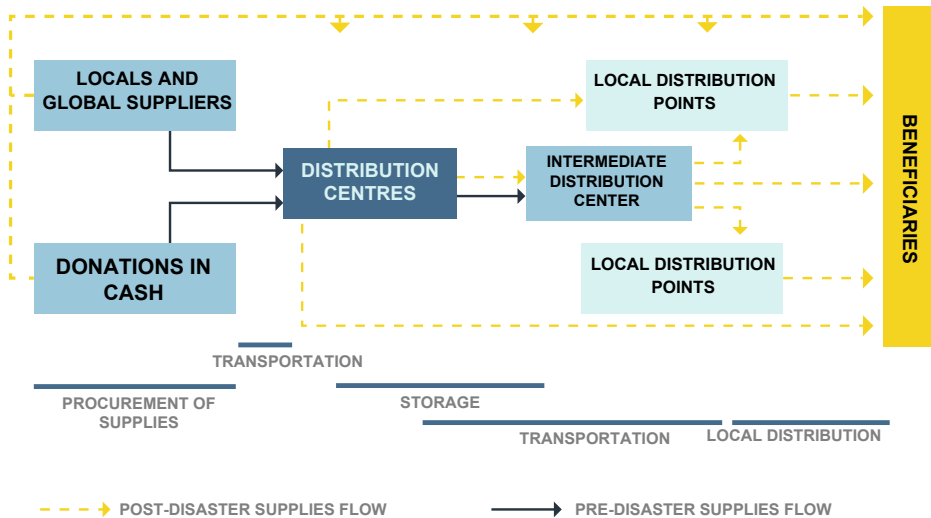 LOCALS AND
GLOBAL SUPPLIERS
LOCAL DISTRIBUTION
POINTS
DISTRIBUTION
CENTRES
INTERMEDIATE
DISTRIBUTION
CENTER
DONATIONS IN
CASH
LOCAL DISTRIBUTION
POINTS
BENEFICIARIES
TRANSPORTATION
PROCUREMENT OF
SUPPLIES
STORAGE
TRANSPORTATION
LOCAL DISTRIBUTION
POST-DISASTER SUPPLIES FLOW
PRE-DISASTER SUPPLIES FLOW